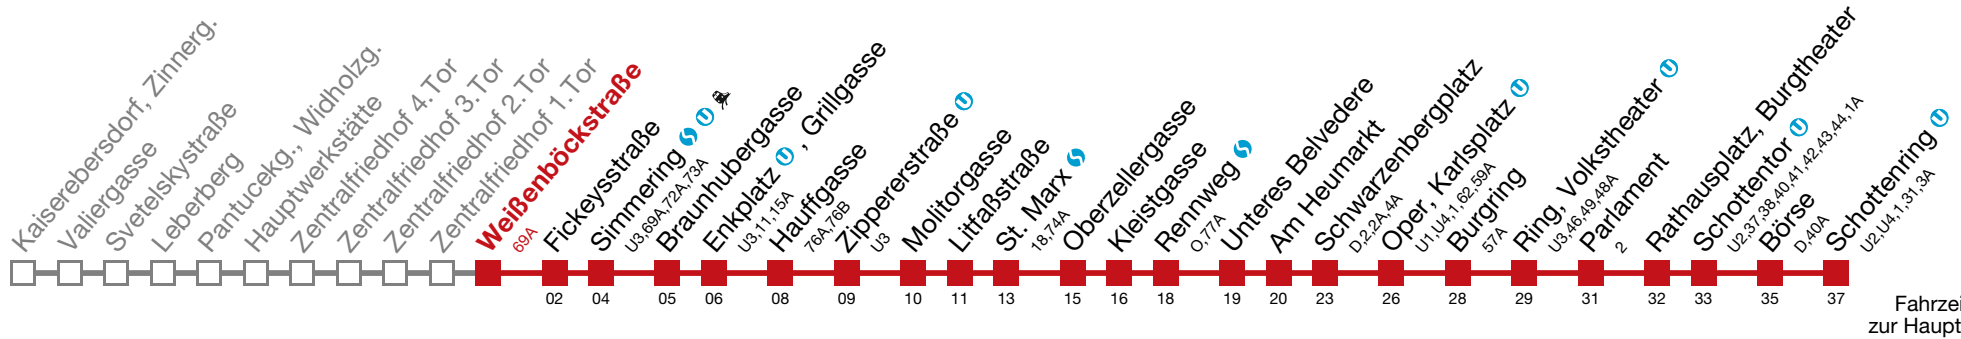 Kaiserebersdorf, Zinnerg.
Valiergasse
Svetelskystraße
Leberberg
Pantucekg., Widholzg.
Hauptwerkstätte
Zentralfriedhof 4. Tor
Zentralfriedhof 3. Tor
Zentralfriedhof 2. Tor
Zentralfriedhof 1. Tor
Weißenböckstraße
69A
Fickeysstraße
Simmering S U
U3,69A,72A,73A
Braunhubergasse
Enkplatz U , Grillgasse
U3,11,15A
Hauffgasse
76A,76B
Zippererstraße U
U3
Molitorgasse
Litfaßstraße
St. Marx S
18,74A
Oberzellergasse
Kleistgasse
Rennweg S
O,77A
Unteres Belvedere
Am Heumarkt
Schwarzenbergplatz
D,2,2A,4A
Oper, Karlsplatz U
U1,U4,1,62,59A
Burgring
57A
Ring, Volkstheater U
U3,46,49,48A
Parlament
2
Rathausplatz, Burgtheater
Schottentor U
U2,37,38,40,41,42,43,44,1A
Börse
D,40A
Schottenring U
U2,U4,1,31,3A
02 04 05 06 08 09 10 11 13 15 16 18 19 20 23 26 28 29 31 32 33 35 37
Fahrzei
zur Haupt